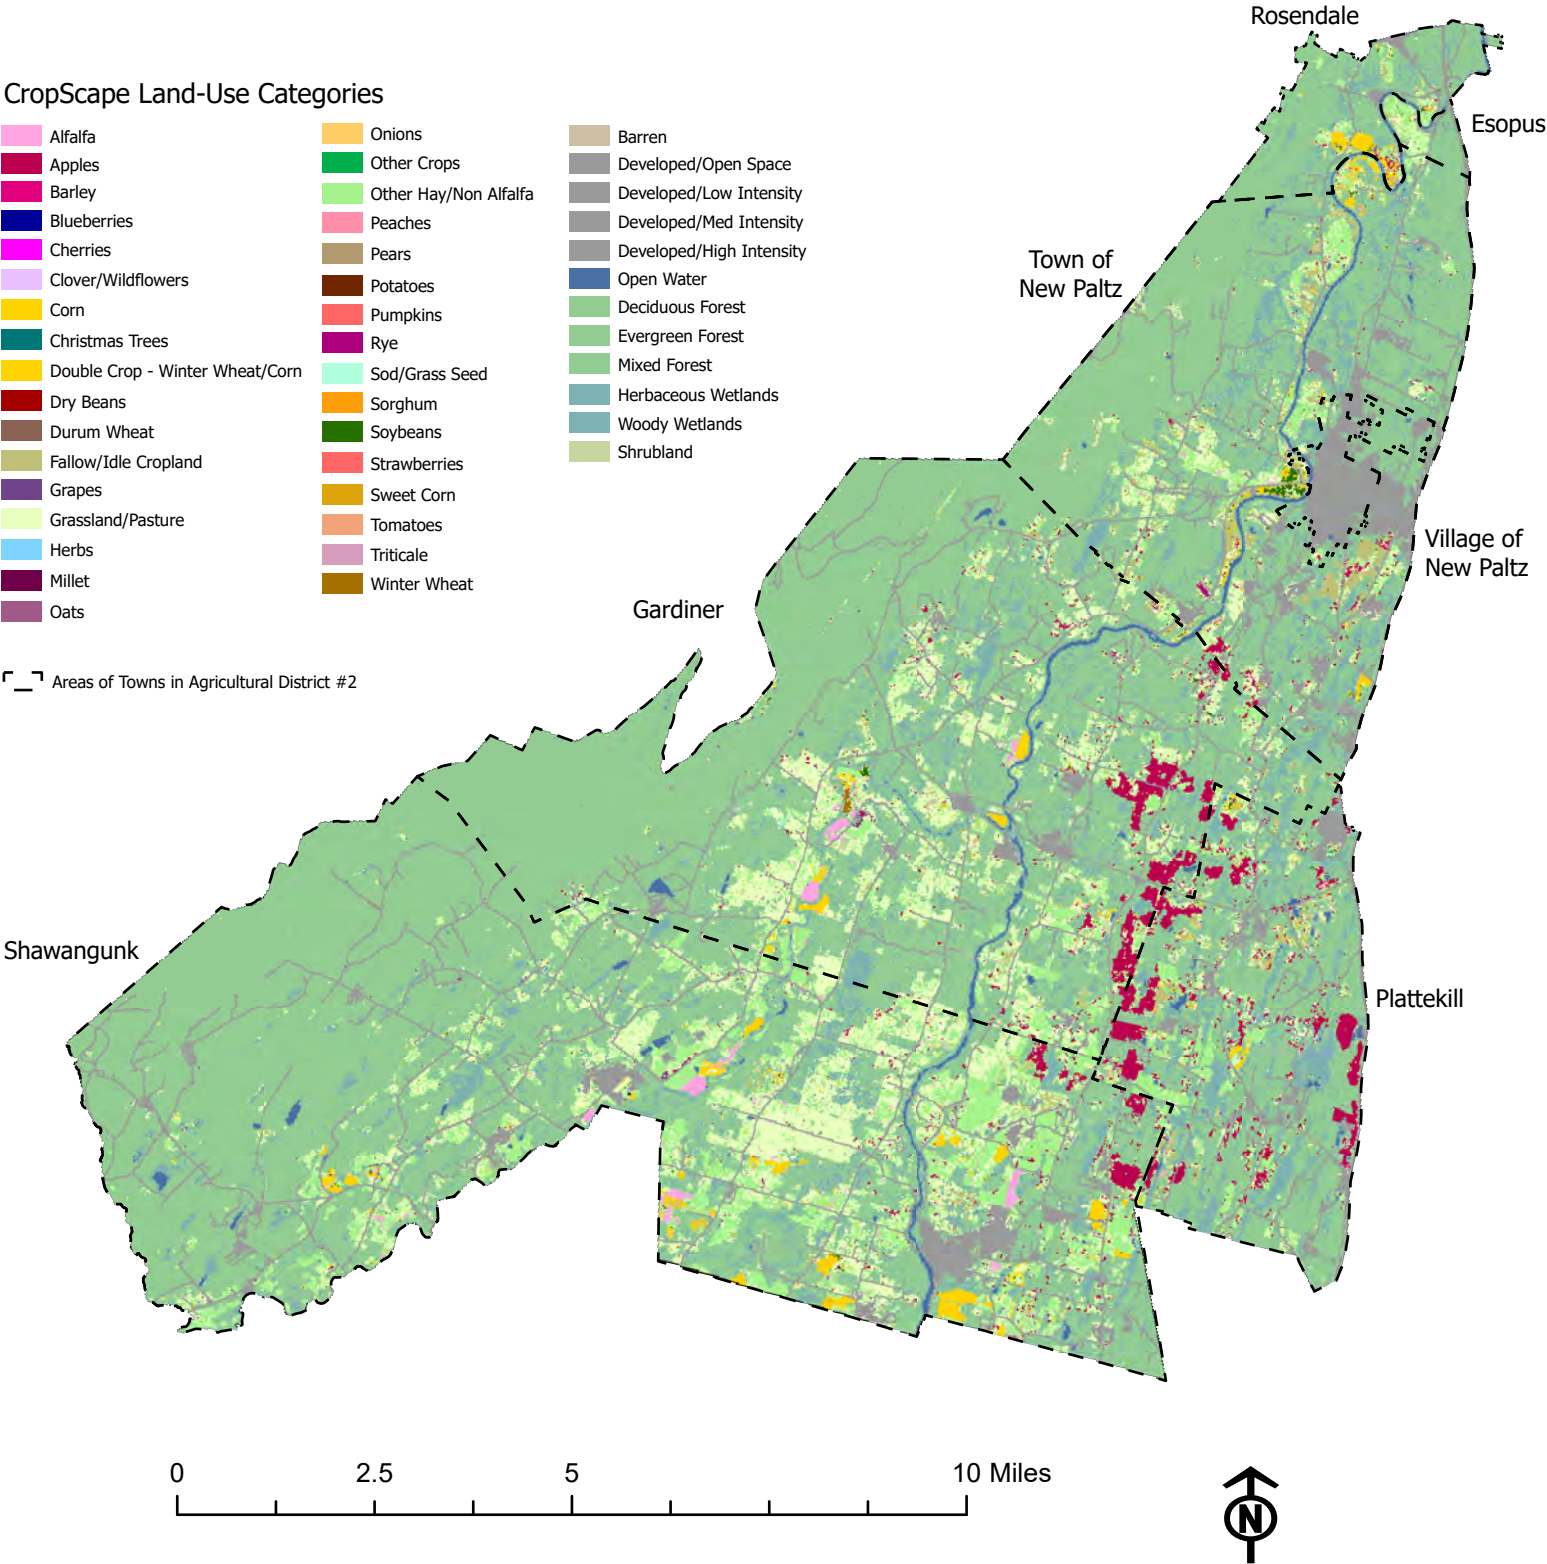 Rosendale
CropScape Land-Use Categories
Alfalfa
Apples
Barley
Blueberries
Cherries
Clover/Wildflowers
Corn
Christmas Trees
Double Crop - Winter Wheat/Corn
Dry Beans
Durum Wheat
Fallow/Idle Cropland
Grapes
Grassland/Pasture
Herbs
Millet
Oats
Onions
Other Crops
Other Hay/Non Alfalfa
Peaches
Pears
Potatoes
Pumpkins
Rye
Sod/Grass Seed
Sorghum
Soybeans
Strawberries
Sweet Corn
Tomatoes
Triticale
Winter Wheat
Barren
Developed/Open Space
Developed/Low Intensity
Developed/Med Intensity
Developed/High Intensity
Open Water
Deciduous Forest
Evergreen Forest
Mixed Forest
Herbaceous Wetlands
Woody Wetlands
Shrubland
Areas of Towns in Agricultural District #2
Esopus
Town of
New Paltz
Village of
New Paltz
Gardiner
Shawangunk
Plattekill
0 2.5 5 10 Miles
N